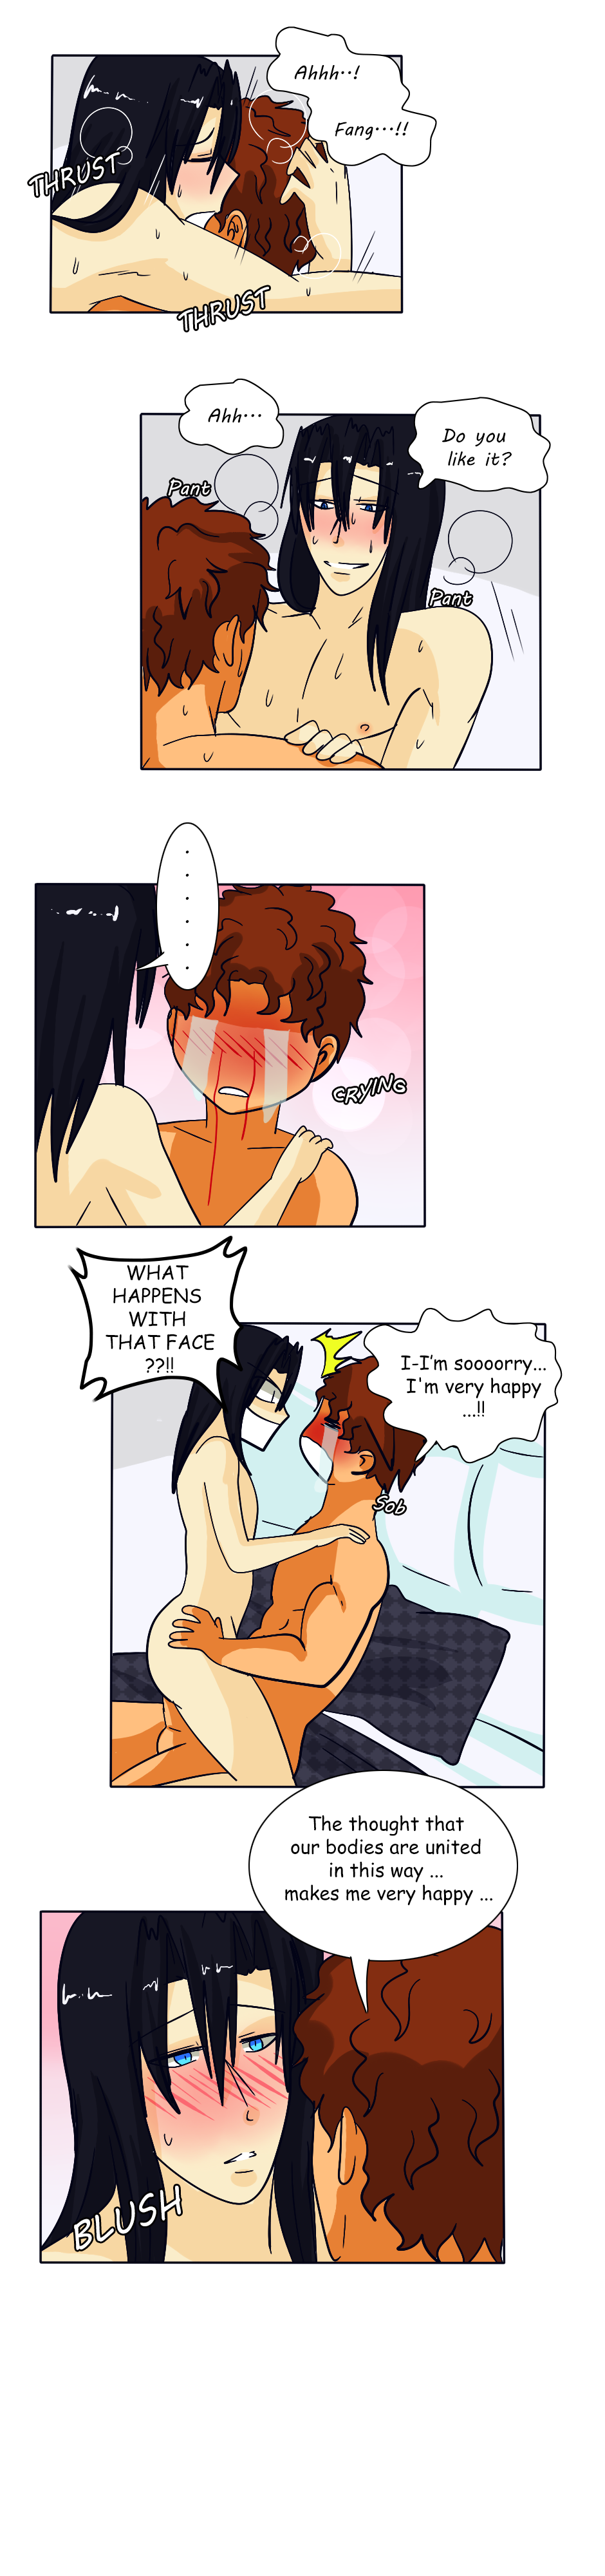 Ahhh..!
Fang...!!
THRUST
THRUST
Ahh...
Do you
like it?
Pant
Pant
......
CRYING
WHAT
HAPPENS
WITH
THAT FACE
??!!
I-I'm soooorry...
I'm very happy
...!!
Sob
The thought that
our bodies are united
in this way ...
makes me very happy ...
BLUSH